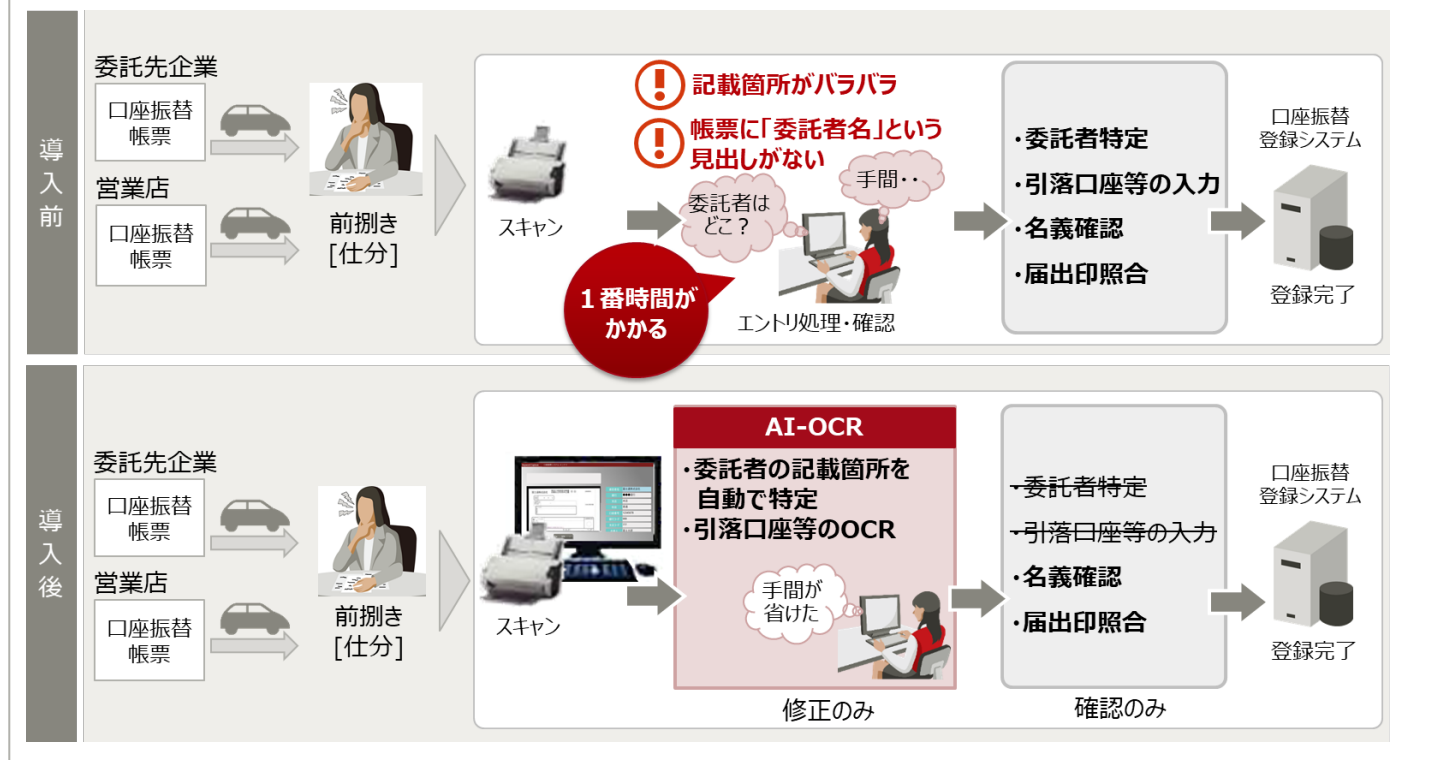 導入前
委託先企業
口座振替
帳票
営業店
口座振替
帳票
前捌き
[仕分]
スキャン
記載箇所がバラバラ
帳票に「委託者名」という
見出しがない
委託者は
どこ？
手間・・
１番時間が
かかる
エントリ処理・確認
・委託者特定
・引落口座等の入力
・名義確認
・届出印照合
口座振替
登録システム
登録完了
導入後
委託先企業
口座振替
帳票
営業店
口座振替
帳票
前捌き
[仕分]
スキャン
AI-OCR
・委託者の記載箇所を
自動で特定
・引落口座等のOCR
手間が
省けた
修正のみ
・委託者特定
・引落口座等の入力
・名義確認
・届出印照合
確認のみ
口座振替
登録システム
登録完了